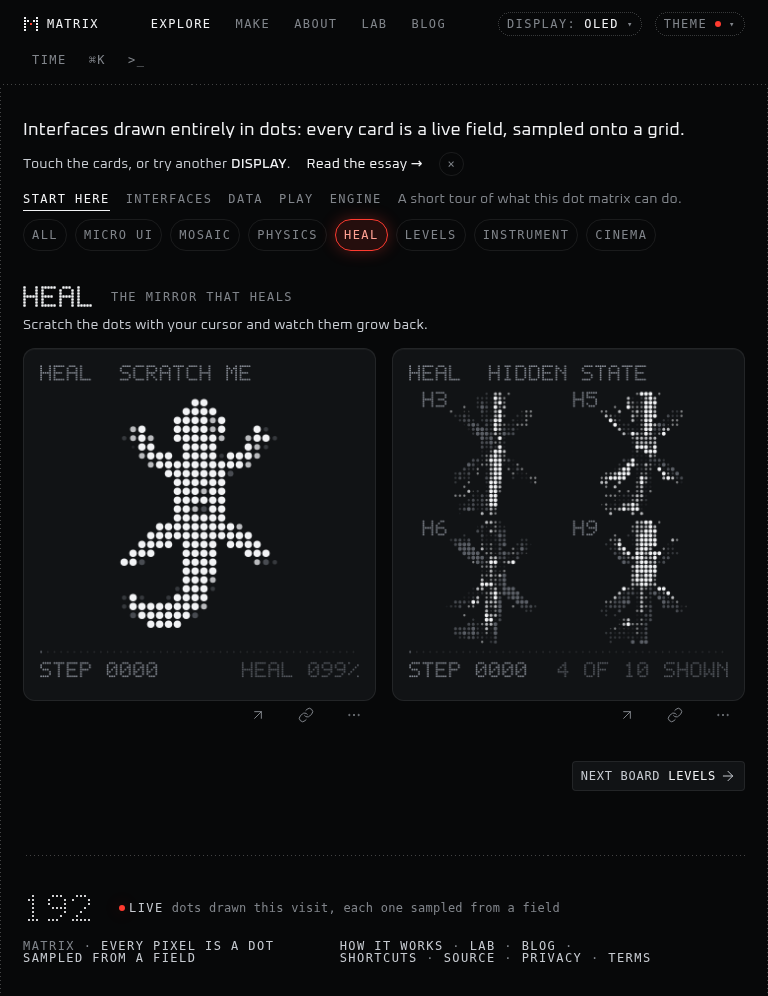 MATRIX EXPLORE MAKE ABOUT LAB BLOG DISPLAY: OLED ▾ THEME ▾
TIME ⌘K >_
Interfaces drawn entirely in dots: every card is a live field, sampled onto a grid.
Touch the cards, or try another DISPLAY. Read the essay → ×
START HERE INTERFACES DATA PLAY ENGINE A short tour of what this dot matrix can do.
ALL MICRO UI MOSAIC PHYSICS HEAL LEVELS INSTRUMENT CINEMA
HEAL THE MIRROR THAT HEALS
Scratch the dots with your cursor and watch them grow back.
HEAL SCRATCH ME
STEP 0000 HEAL 099%
HEAL HIDDEN STATE
H3 H5
H6 H9
STEP 0000 4 OF 10 SHOWN
NEXT BOARD LEVELS →
192 LIVE dots drawn this visit, each one sampled from a field
MATRIX · EVERY PIXEL IS A DOT
SAMPLED FROM A FIELD
HOW IT WORKS · LAB · BLOG ·
SHORTCUTS · SOURCE · PRIVACY · TERMS